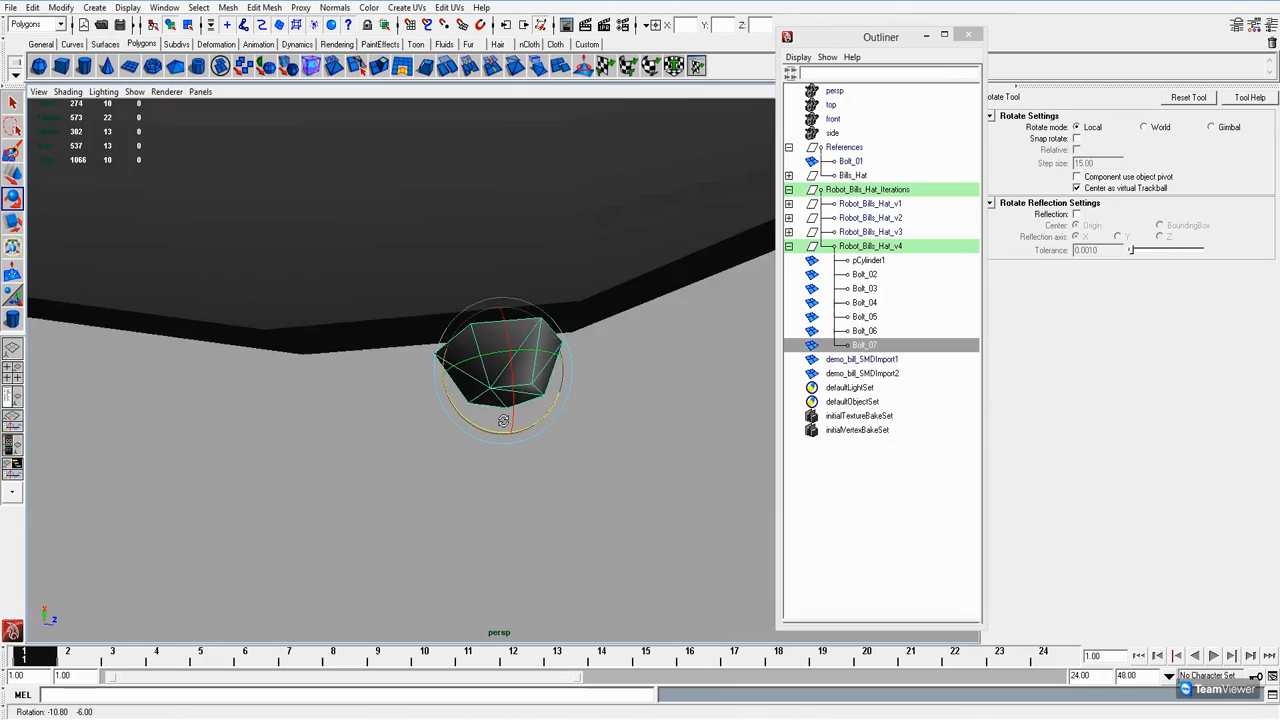 File Edit Modify Create Display Window Select Mesh Edit Mesh Proxy Normals Color Create UVs Edit UVs Help
Polygons X: Y: Z:
General Curves Surfaces Polygons Subdivs Deformation Animation Dynamics Rendering PaintEffects Toon Fluids Fur Hair nCloth Cloth Custom
View Shading Lighting Show Renderer Panels
274 10 0
573 22 0
302 13 0
537 13 0
1066 13 0
Outliner
Display Show Help
persp
top
front
side
References
Bolt_01
Bills_Hat
Robot_Bills_Hat_Iterations
Robot_Bills_Hat_v1
Robot_Bills_Hat_v2
Robot_Bills_Hat_v3
Robot_Bills_Hat_v4
pCylinder1
Bolt_02
Bolt_03
Bolt_04
Bolt_05
Bolt_06
Bolt_07
demo_bill_SMDImport1
demo_bill_SMDImport2
defaultLightSet
defaultObjectSet
initialTextureBakeSet
initialVertexBakeSet
otate Tool Reset Tool Tool Help
Rotate Settings
Rotate mode: Local World Gimbal
Snap rotate:
Relative:
Step size: 15.00
Component use object pivot
Center as virtual Trackball
Rotate Reflection Settings
Reflection:
Center: Origin BoundingBox
Reflection axis: X Y Z
Tolerance: 0.0010
x
z
persp
1 2 3 4 5 6 7 8 9 10 11 12 13 14 15 16 17 18 19 20 21 22 23 24
1 1.00
1.00 1.00 24.00 48.00 No Character Set
MEL TeamViewer
Rotation: -10.80 -6.00